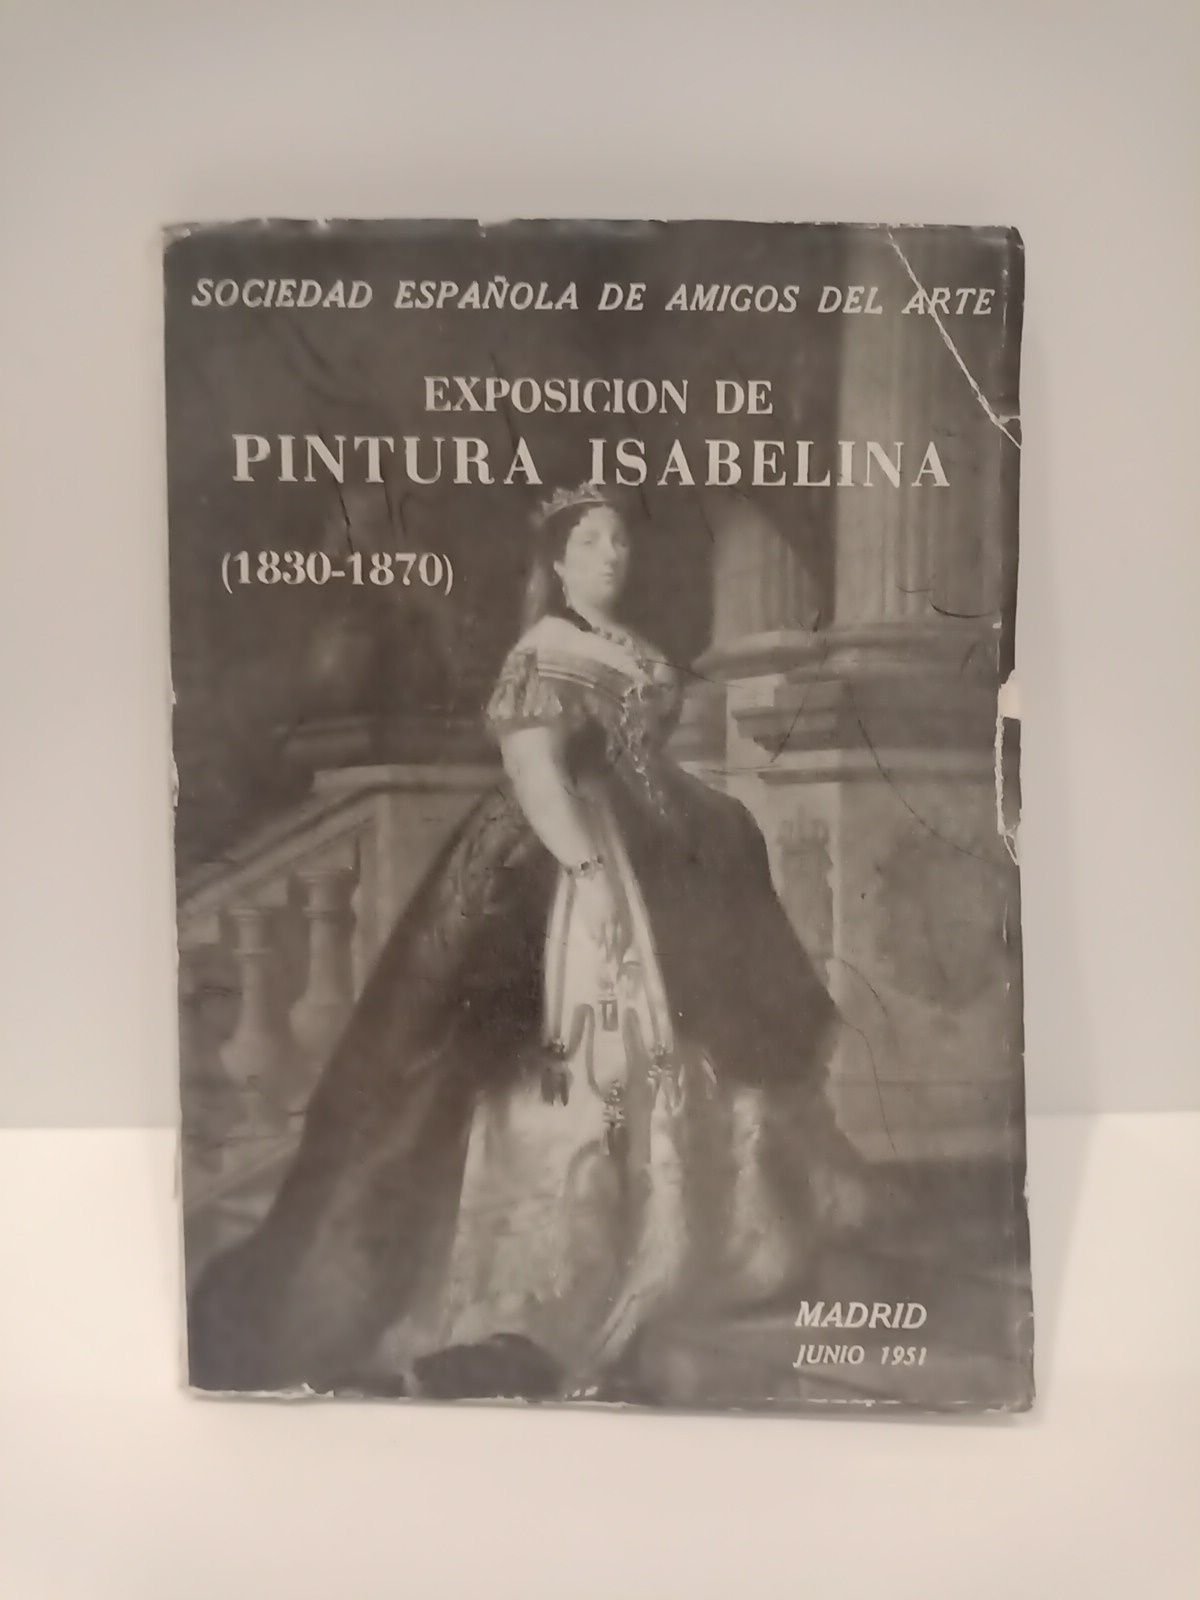 SOCIEDAD ESPAÑOLA DE AMIGOS DEL ARTE
EXPOSICION DE
PINTURA ISABELINA
(1830-1870)
MADRID
JUNIO 1951